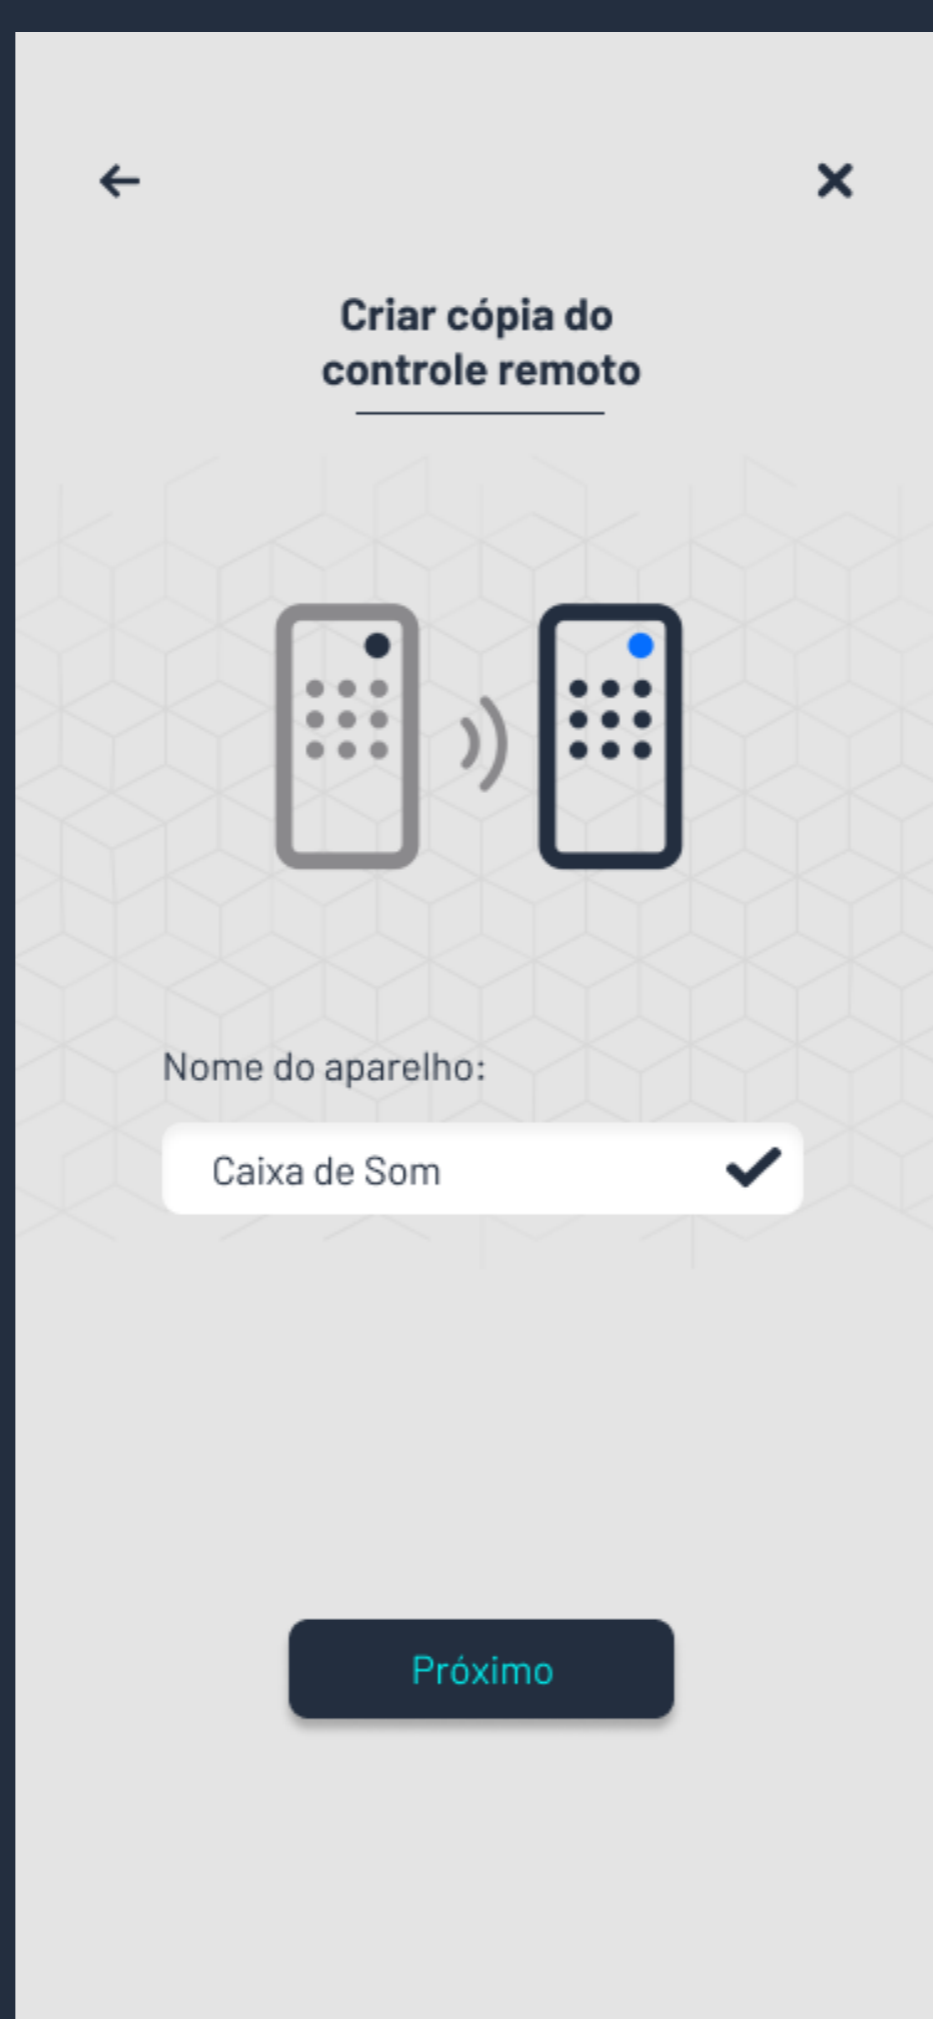 Criar cópia do
controle remoto
Nome do aparelho:
Caixa de Som
Próximo